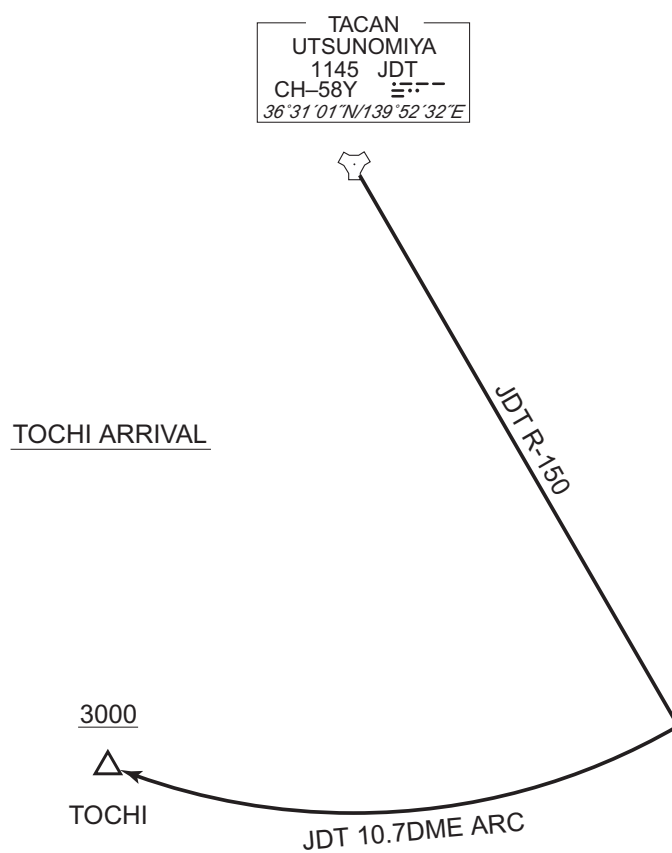 TACAN
UTSUNOMIYA
1145 JDT
CH–58Y
36°31′01″N/139°52′32″E
JDT R-150
TOCHI ARRIVAL
3000
TOCHI
JDT 10.7DME ARC